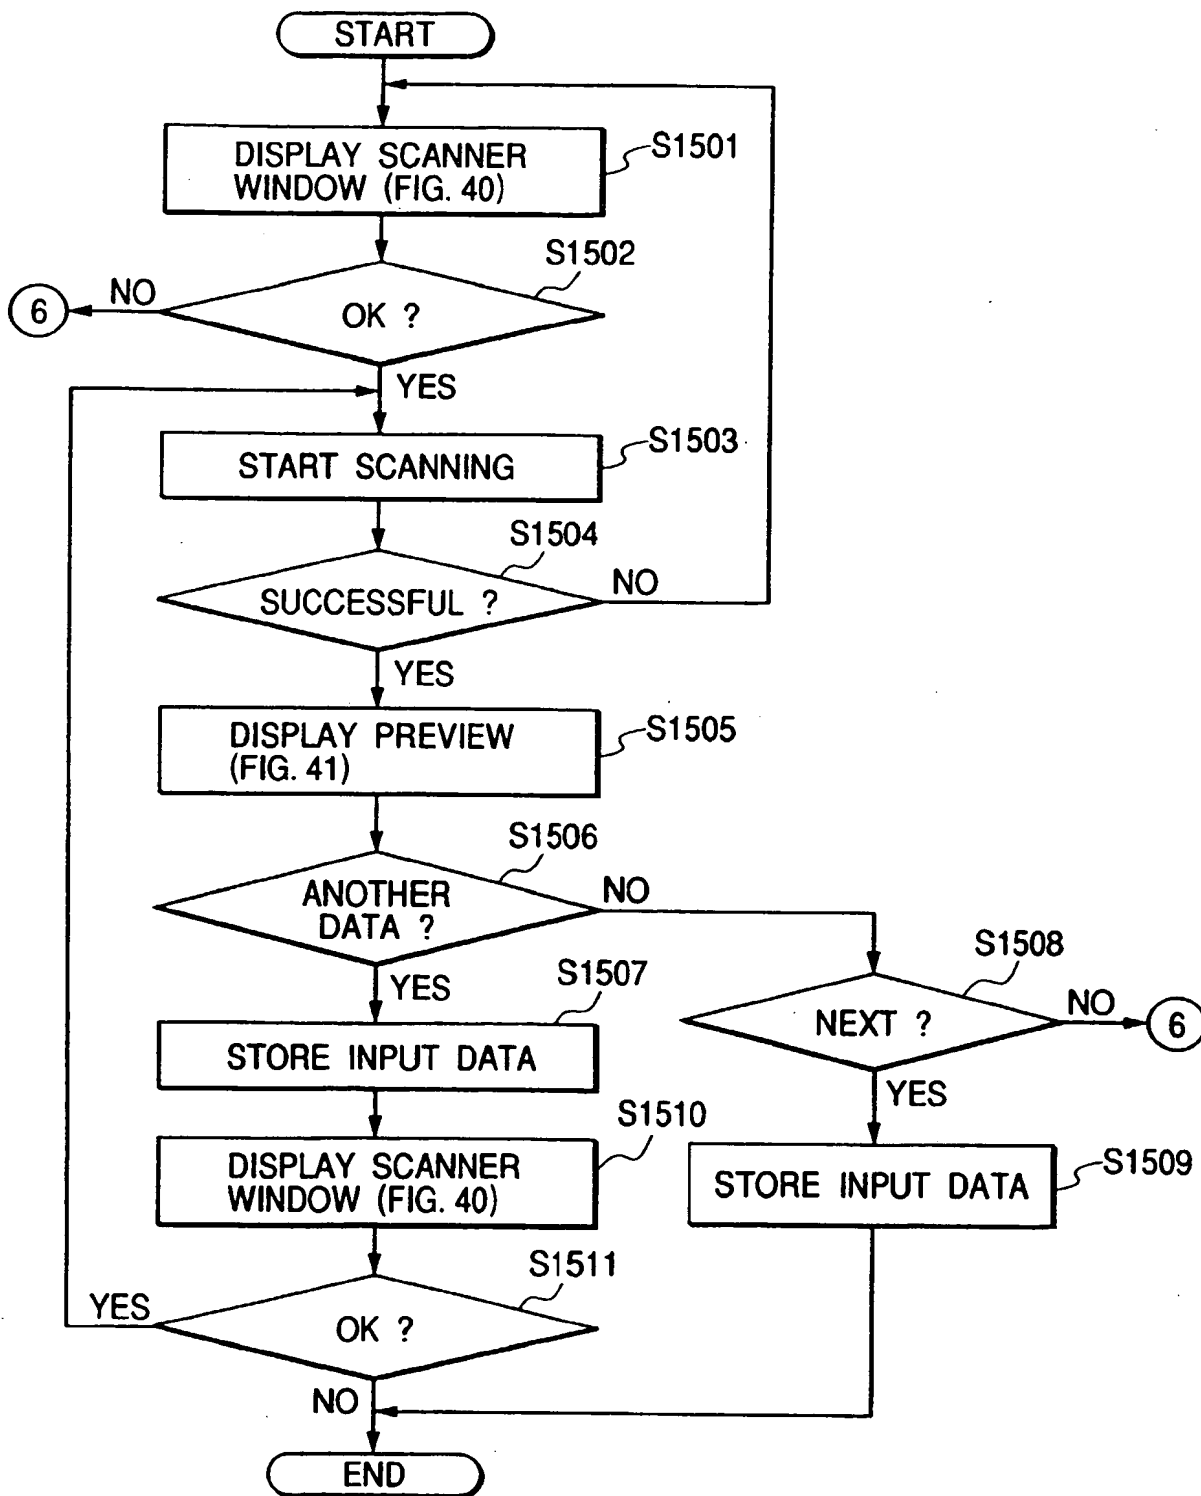 START
DISPLAY SCANNER
WINDOW (FIG. 40)
S1501
S1502
6
NO
OK ?
YES
S1503
START SCANNING
S1504
SUCCESSFUL ?
NO
YES
DISPLAY PREVIEW
(FIG. 41)
S1505
S1506
ANOTHER
DATA ?
NO
YES
S1507
S1508
NEXT ?
NO
6
STORE INPUT DATA
YES
S1510
DISPLAY SCANNER
WINDOW (FIG. 40)
STORE INPUT DATA
S1509
S1511
YES
OK ?
NO
END